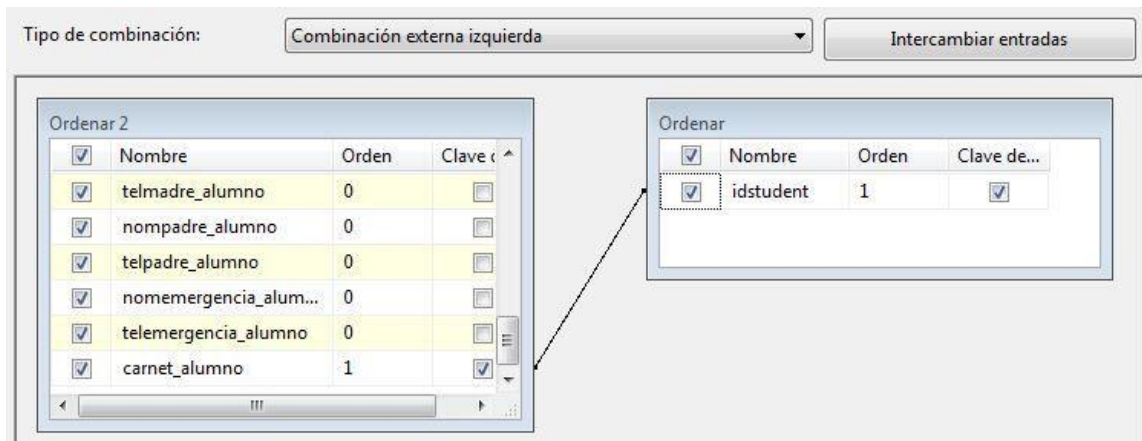 Tipo de combinación: Combinación externa izquierda Intercambiar entradas
Ordenar 2
Nombre Orden Clave d
telmadre_alumno 0
nompadre_alumno 0
telpadre_alumno 0
nomemergencia_alum... 0
telemergencia_alumno 0
carnet_alumno 1
Ordenar
Nombre Orden Clave de...
idstudent 1